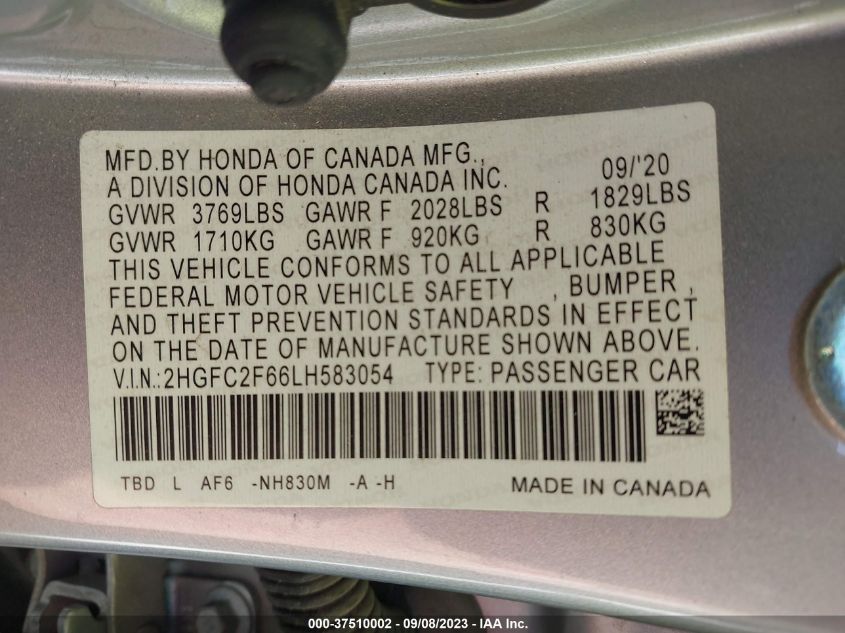 MFD.BY HONDA OF CANADA MFG., 09/'20
A DIVISION OF HONDA CANADA INC.
GVWR 3769LBS GAWR F 2028LBS R 1829LBS
GVWR 1710KG GAWR F 920KG R 830KG
THIS VEHICLE CONFORMS TO ALL APPLICABLE
FEDERAL MOTOR VEHICLE SAFETY , BUMPER ,
AND THEFT PREVENTION STANDARDS IN EFFECT
ON THE DATE OF MANUFACTURE SHOWN ABOVE.
V.I.N.:2HGFC2F66LH583054 TYPE: PASSENGER CAR
TBD L AF6 -NH830M -A -H MADE IN CANADA
000-37510002 - 09/08/2023 - IAA Inc.